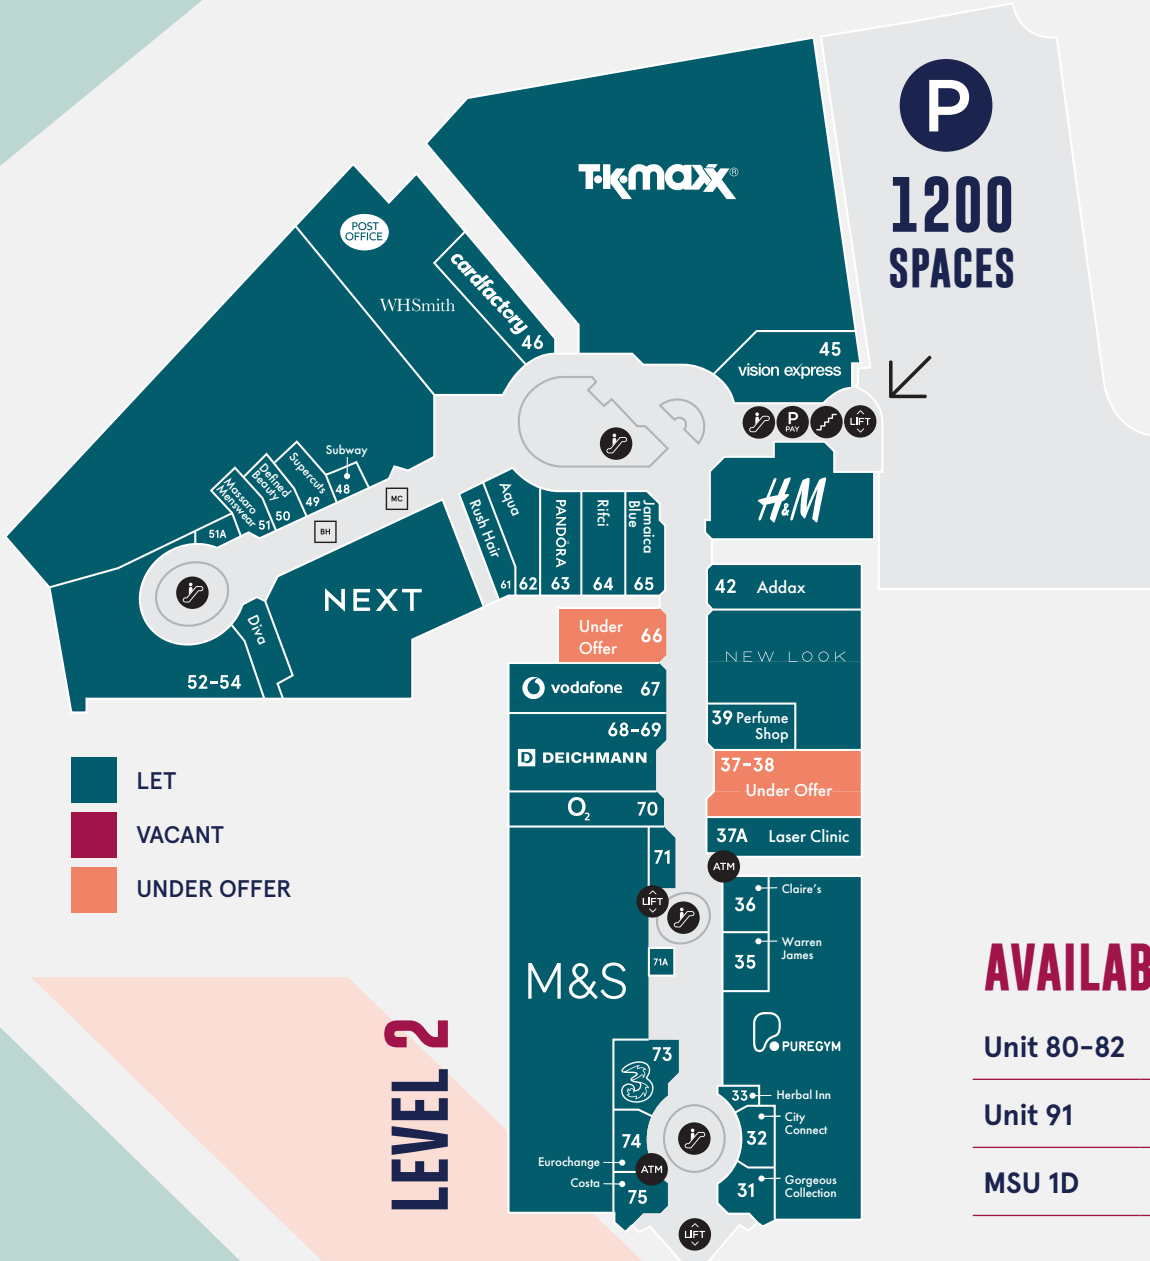 P
1200
SPACES
T·K·maxx®
POST
OFFICE
WHSmith
cardfactory
46
45
vision express
P
PAY
LIFT
H&M
Subway
48
Supercuts
49
Defined
Beauty
50
Massaro
Menswear
51
51A
MC
BH
NEXT
Diva
52-54
Rush Hair
61
Aqua
62
PANDÖRA
63
Rifci
64
Jamaica
Blue
65
Under
Offer
66
vodafone 67
68-69
DEICHMANN
O2 70
71
LIFT
71A
M&S
73
3
74
Eurochange
ATM
Costa
75
LIFT
42 Addax
NEW LOOK
39 Perfume
Shop
37-38
Under Offer
37A Laser Clinic
ATM
Claire's
36
Warren
James
35
PUREGYM
33 Herbal Inn
City
Connect
32
Gorgeous
Collection
31
LET
VACANT
UNDER OFFER
LEVEL 2
AVAILAB
Unit 80-82
Unit 91
MSU 1D